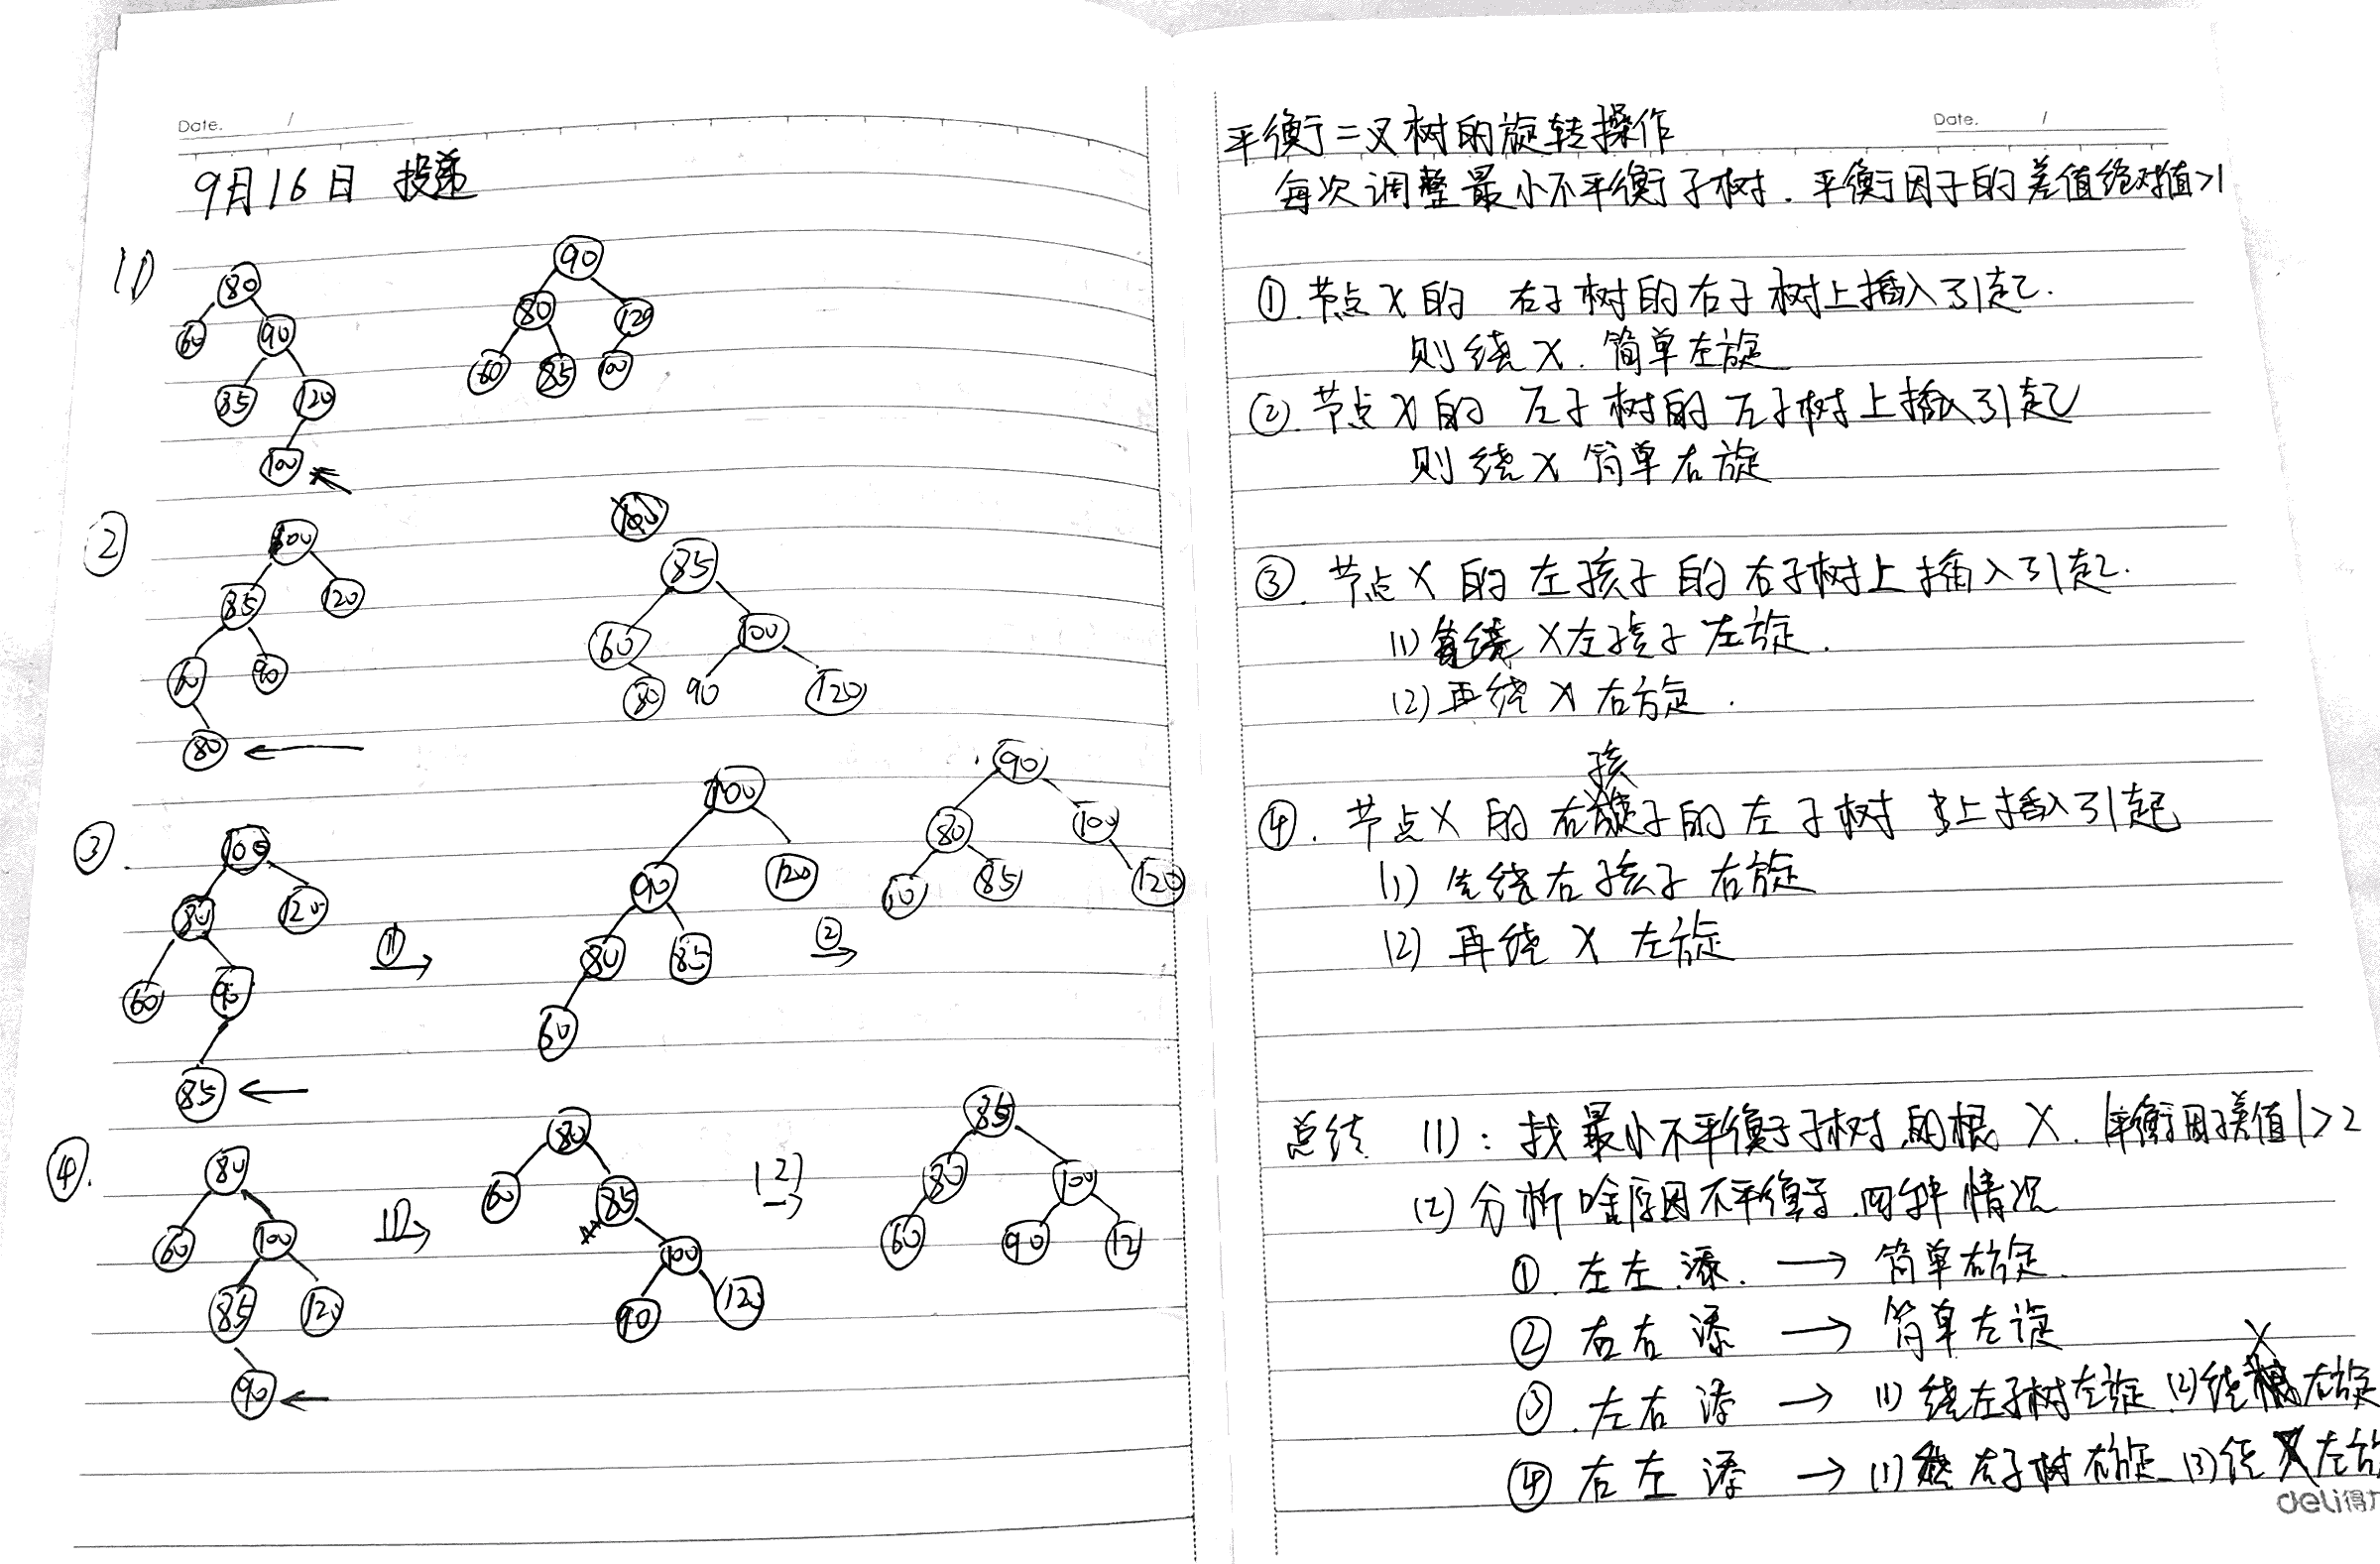 Date. /
9月16日 投递
1)
80
60 90
85 120
100
90
80 120
60 85 100
②
100
85 120
60 90
80
85
60 100
80 90 120
③
100
80 120
60 90
85
①
100
90 120
80 85
60
②
90
80 100
60 85 120
④.
80
60 100
85 120
90
1)
80
60 85
100
90 120
(2)
85
80 100
60 90 12
Date. /
平衡二叉树的旋转操作
每次调整最小不平衡子树. 平衡因子的差值绝对值>1
①. 节点X的 右子树的右子树上插入引起.
则绕X. 简单左旋
②. 节点X的 左子树的左子树上插入引起
则绕X简单右旋
③. 节点X的左孩子的右子树上插入引起.
(1) 绕X左孩子左旋.
(2) 再绕X右旋.
④. 节点X的右孩子的左子树上插入引起
(1) 先绕右孩子右旋
(2) 再绕X左旋
总结 (1): 找最小不平衡子树的根X. |平衡因子差值|>2
(2) 分析啥原因不平衡. 四种情况
①. 左左添. → 简单右旋.
② 右右添 → 简单左旋
③. 左右添 → (1) 绕左子树左旋 (2) 绕X右旋
④ 右左添 → (1) 绕右子树右旋 (2) 绕X左旋
deli得力